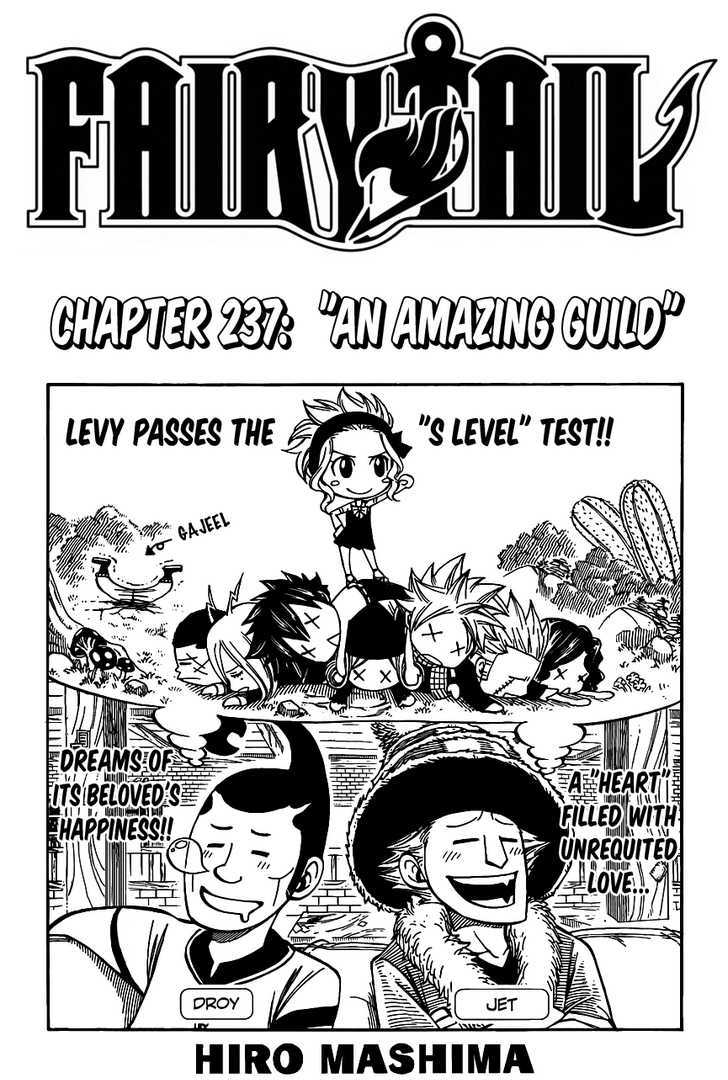 FAIRY TAIL
CHAPTER 237: "AN AMAZING GUILD"
LEVY PASSES THE "S LEVEL" TEST!!
GAJEEL
DREAMS OF
ITS BELOVED'S
HAPPINESS!!
A "HEART"
FILLED WITH
UNREQUITED
LOVE...
DROY
JET
HIRO MASHIMA